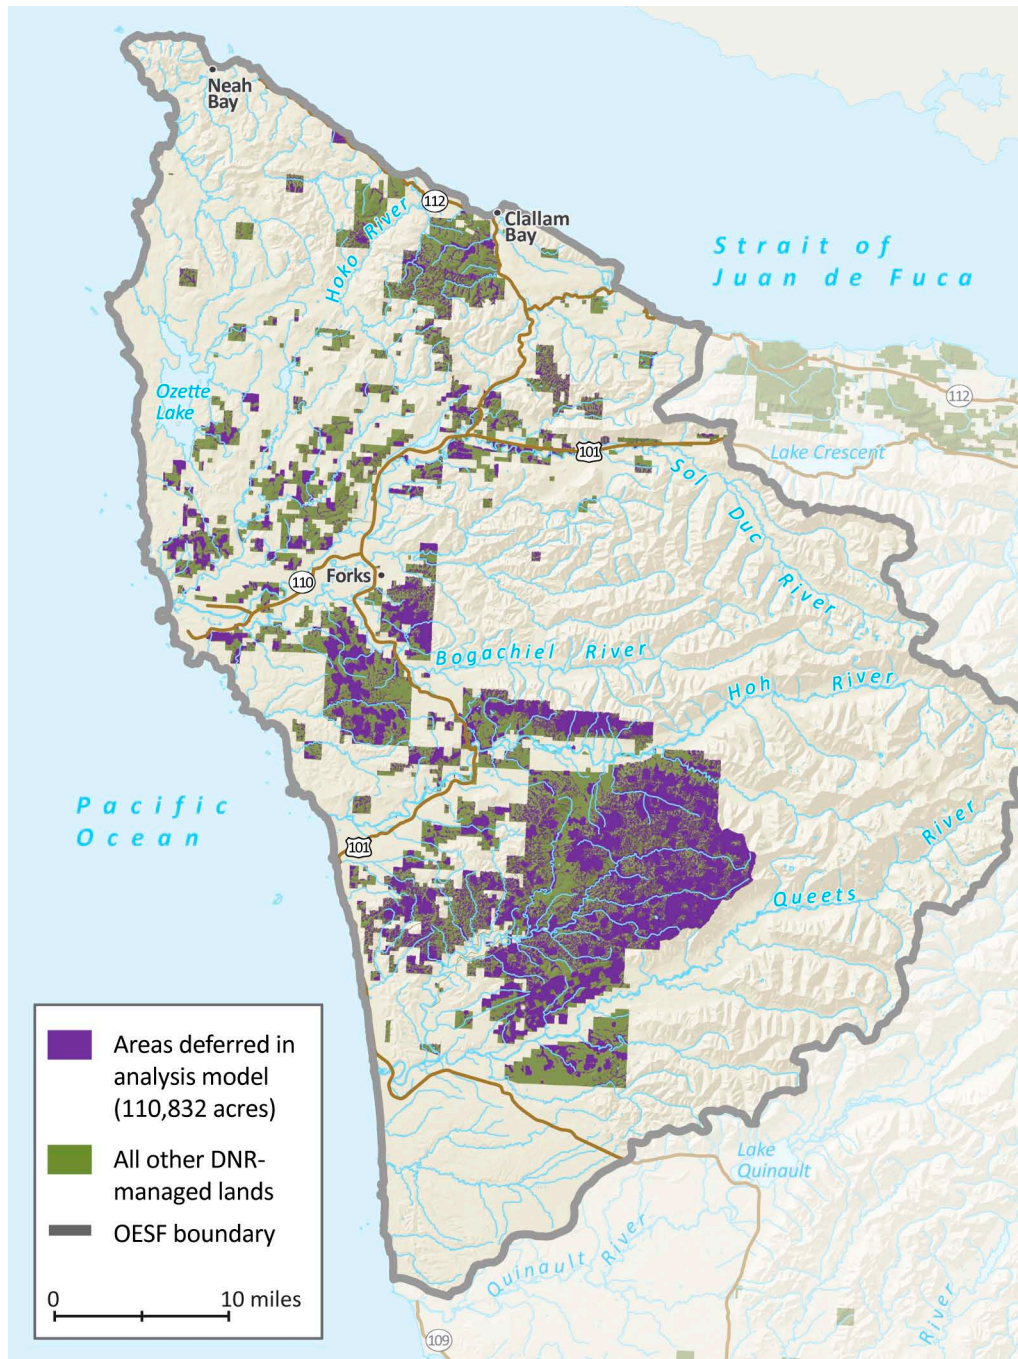 Neah
Bay
112
Clallam
Bay
Hoko River
Strait of
Juan de Fuca
Ozette
Lake
112
101
Lake Crescent
Sol Duc River
110
Forks
Bogachiel River
Hoh River
Pacific
Ocean
101
Queets River
Areas deferred in
analysis model
(110,832 acres)
All other DNR-
managed lands
OESF boundary
0 10 miles
Lake
Quinault
Quinault River
River
109